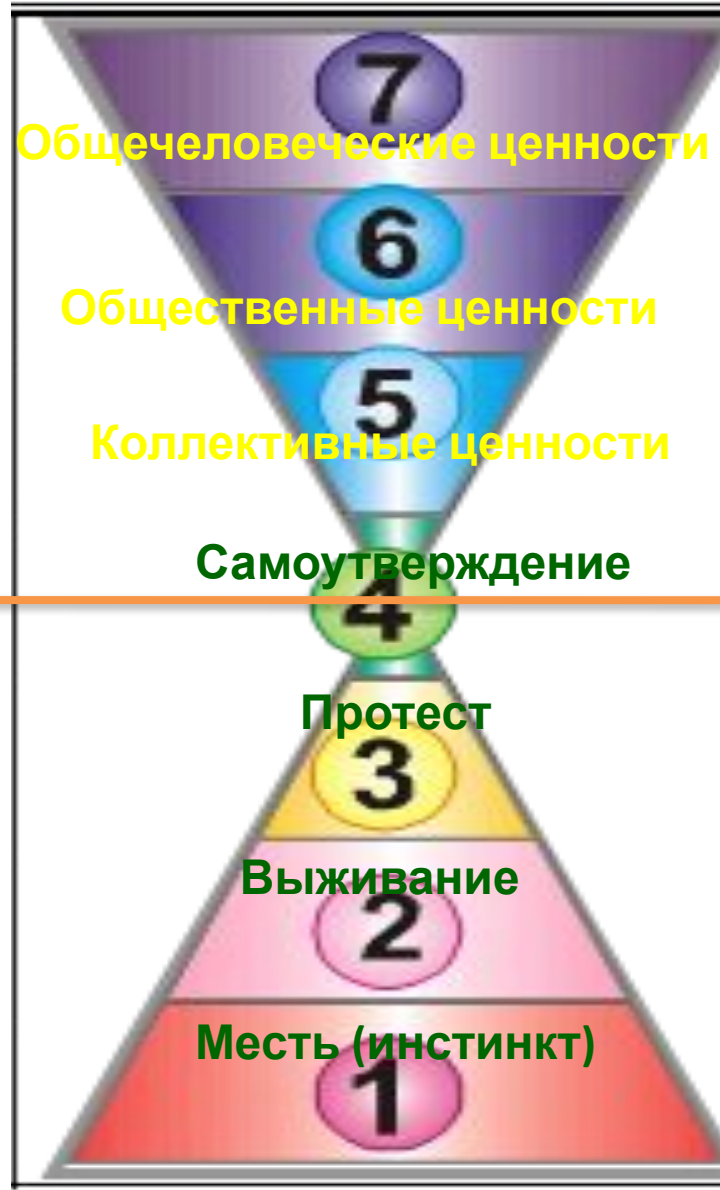 7
Общечеловеческие ценности
6
Общественные ценности
5
Коллективные ценности
Самоутверждение
4
Протест
3
Выживание
2
Месть (инстинкт)
1